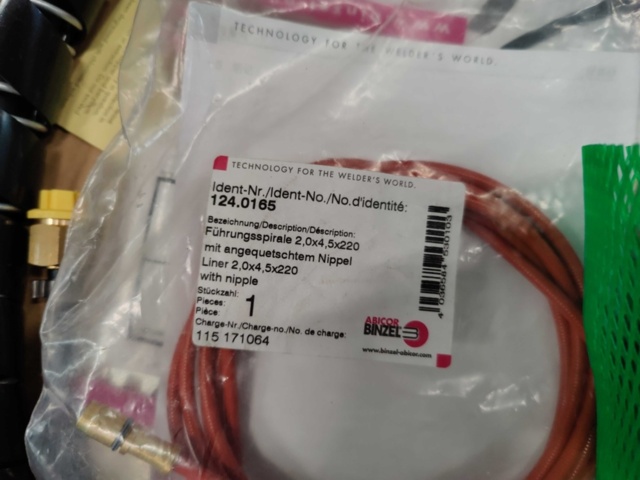 TECHNOLOGY FOR THE WELDER'S WORLD.
TECHNOLOGY FOR THE WELDER'S WORLD.
Ident-Nr./Ident-No./No.d'identité:
124.0165
Bezeichnung/Description/Déscription:
Führungsspirale 2,0x4,5x220
mit angequetschtem Nippel
Liner 2,0x4,5x220
with nipple
Stückzahl:
Pieces: 1
Pièce:
Charge-Nr./Charge-no./No. de charge:
115 171064
ABICOR
BINZEL
www.binzel-abicor.com